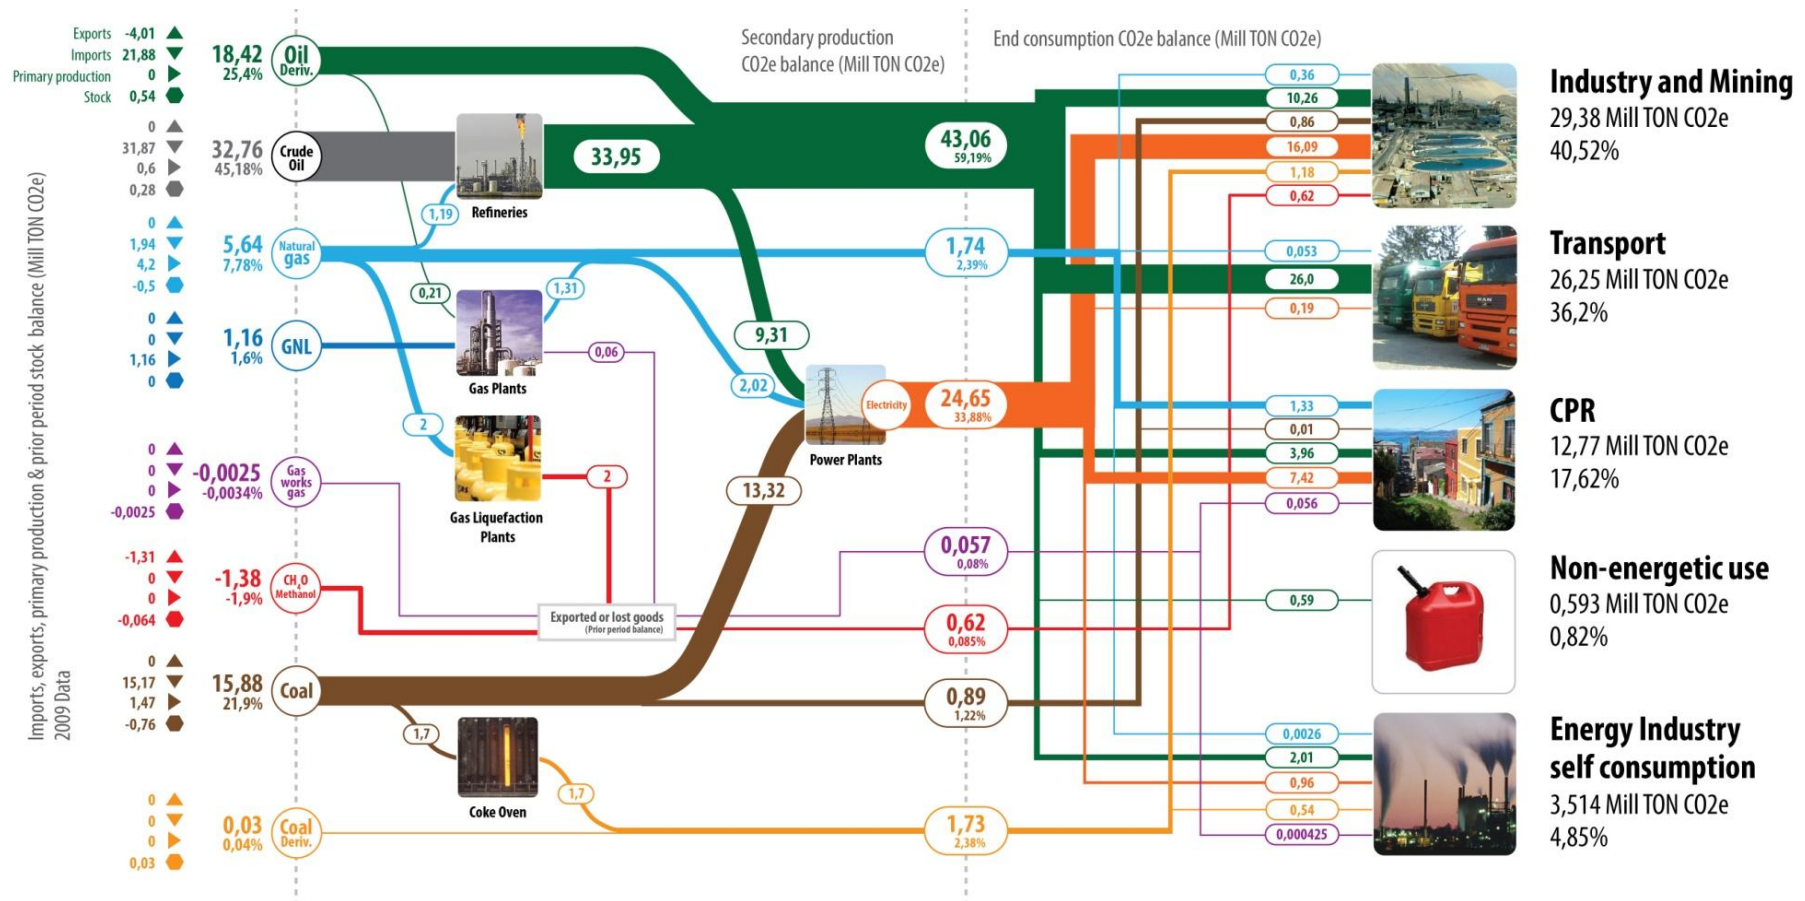 Imports, exports, primary production & prior period stock balance (Mill TON CO2e)
2009 Data
Exports -4,01
Imports 21,88
Primary production 0
Stock 0,54
18,42
25,4%
Oil
Deriv.
0
31,87
0,6
0,28
32,76
45,18%
Crude
Oil
0
1,94
4,2
-0,5
5,64
7,78%
Natural
gas
0
0
1,16
0
1,16
1,6%
GNL
0
0
0
-0,0025
-0,0025
-0,0034%
Gas
works
gas
-1,31
0
0
-0,064
-1,38
-1,9%
CH4O
Methanol
0
15,17
1,47
-0,76
15,88
21,9%
Coal
0
0
0
0,03
0,03
0,04%
Coal
Deriv.
Refineries
1,19
33,95
0,21
1,31
Gas Plants
0,06
2
Gas Liquefaction
Plants
2
Exported or lost goods
(Prior period balance)
1,7
Coke Oven
1,7
9,31
2,02
13,32
Power Plants
Electricity
Secondary production
CO2e balance (Mill TON CO2e)
43,06
59,19%
1,74
2,39%
24,65
33,88%
0,057
0,08%
0,62
0,085%
0,89
1,22%
1,73
2,38%
End consumption CO2e balance (Mill TON CO2e)
0,36
10,26
0,86
16,09
1,18
0,62
Industry and Mining
29,38 Mill TON CO2e
40,52%
0,053
26,0
0,19
Transport
26,25 Mill TON CO2e
36,2%
1,33
0,01
3,96
7,42
0,056
CPR
12,77 Mill TON CO2e
17,62%
0,59
Non-energetic use
0,593 Mill TON CO2e
0,82%
0,0026
2,01
0,96
0,54
0,000425
Energy Industry
self consumption
3,514 Mill TON CO2e
4,85%